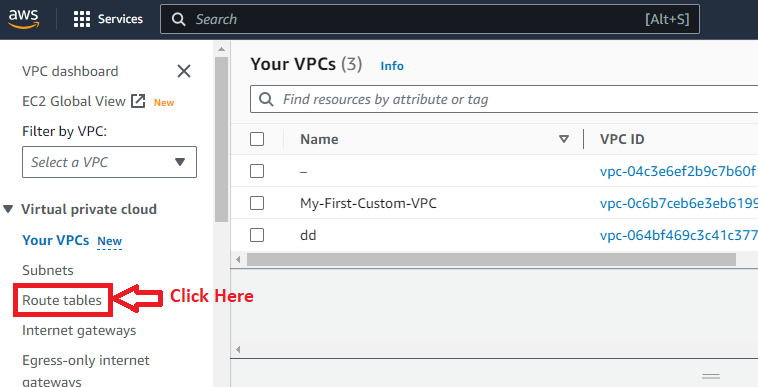 aws
Services
Search
[Alt+S]
VPC dashboard
EC2 Global View
New
Filter by VPC:
Select a VPC
Virtual private cloud
Your VPCs
New
Subnets
Route tables
Click Here
Internet gateways
Egress-only internet
gateways
Your VPCs (3)
Info
Find resources by attribute or tag
Name
VPC ID
–
vpc-04c3e6ef2b9c7b60f
My-First-Custom-VPC
vpc-0c6b7ceb6e3eb6199
dd
vpc-064bf469c3c41c377